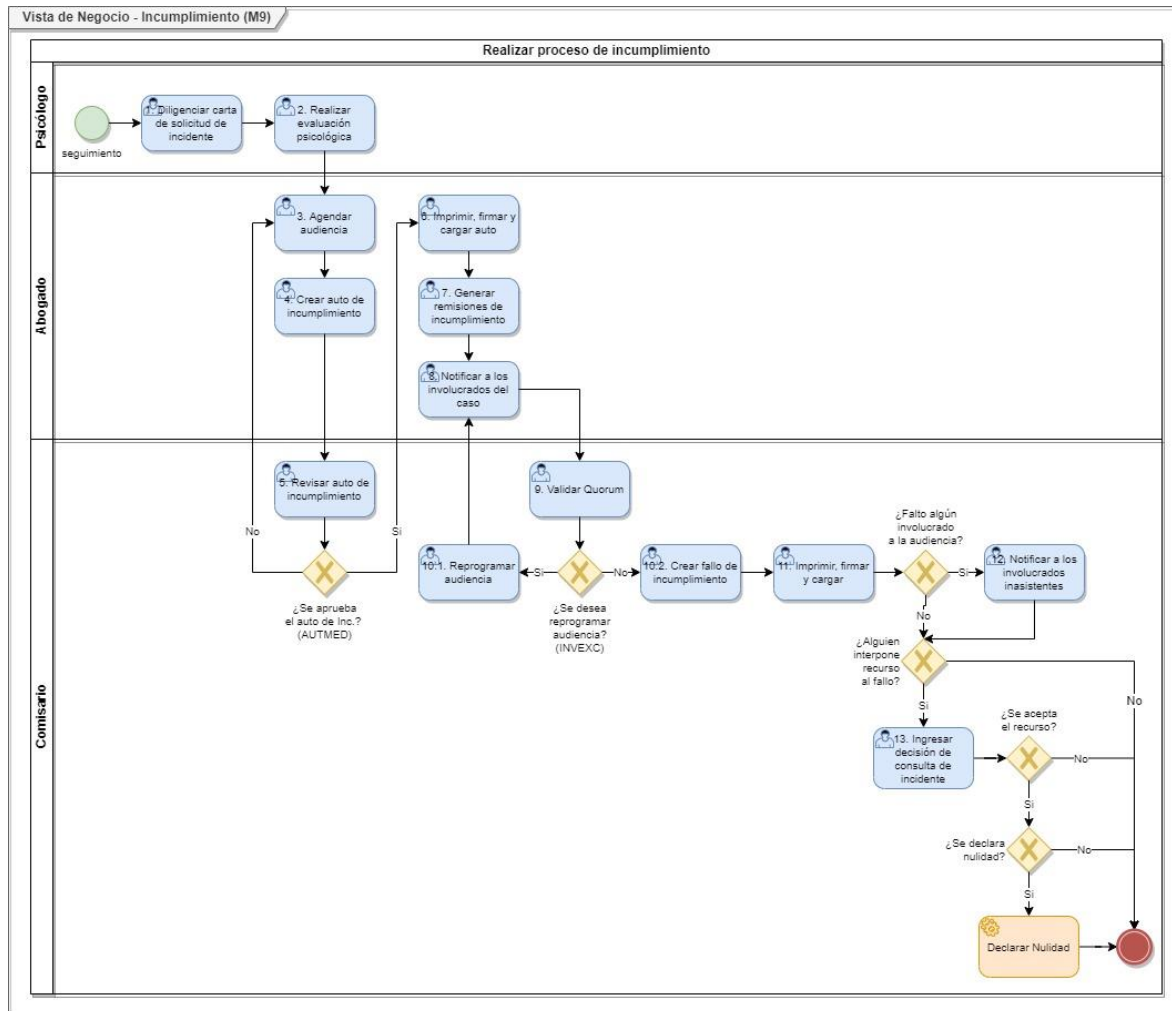 Vista de Negocio - Incumplimiento (M9)
Realizar proceso de incumplimiento
Psicólogo
seguimiento
1. Diligenciar carta
de solicitud de
incidente
2. Realizar
evaluación
psicológica
Abogado
3. Agendar
audiencia
4. Crear auto de
incumplimiento
6. Imprimir, firmar y
cargar auto
7. Generar
remisiones de
incumplimiento
8. Notificar a los
involucrados del
caso
Comisario
5. Revisar auto de
incumplimiento
No
Si
¿Se aprueba
el auto de Inc.?
(AUTMED)
9. Validar Quorum
10.1. Reprogramar
audiencia
Si
¿Se desea
reprogramar
audiencia?
(INVEXC)
No
10.2. Crear fallo de
incumplimiento
11. Imprimir, firmar
y cargar
¿Falto algún
involucrado
a la audiencia?
Si
12. Notificar a los
involucrados
inasistentes
No
¿Alguien
interpone
recurso
al fallo?
No
Si
13. Ingresar
decisión de
consulta de
incidente
¿Se acepta
el recurso?
No
Si
¿Se declara
nulidad?
No
Si
Declarar Nulidad